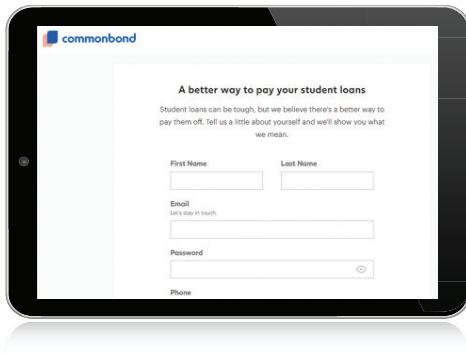 commonbond
A better way to pay your student loans
Student loans can be tough, but we believe there's a better way to
pay them off. Tell us a little about yourself and we'll show you what
we mean.
First Name Last Name
Email
Let's stay in touch.
Password
Phone